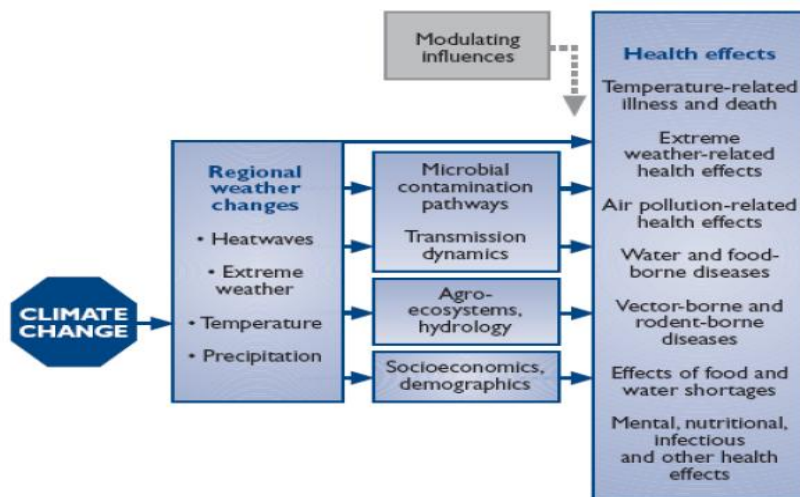 Modulating
influences
CLIMATE
CHANGE
Regional
weather
changes
• Heatwaves
• Extreme
weather
• Temperature
• Precipitation
Microbial
contamination
pathways
Transmission
dynamics
Agro-
ecosystems,
hydrology
Socioeconomics,
demographics
Health effects
Temperature-related
illness and death
Extreme
weather-related
health effects
Air pollution-related
health effects
Water and food-
borne diseases
Vector-borne and
rodent-borne
diseases
Effects of food and
water shortages
Mental, nutritional,
infectious
and other health
effects